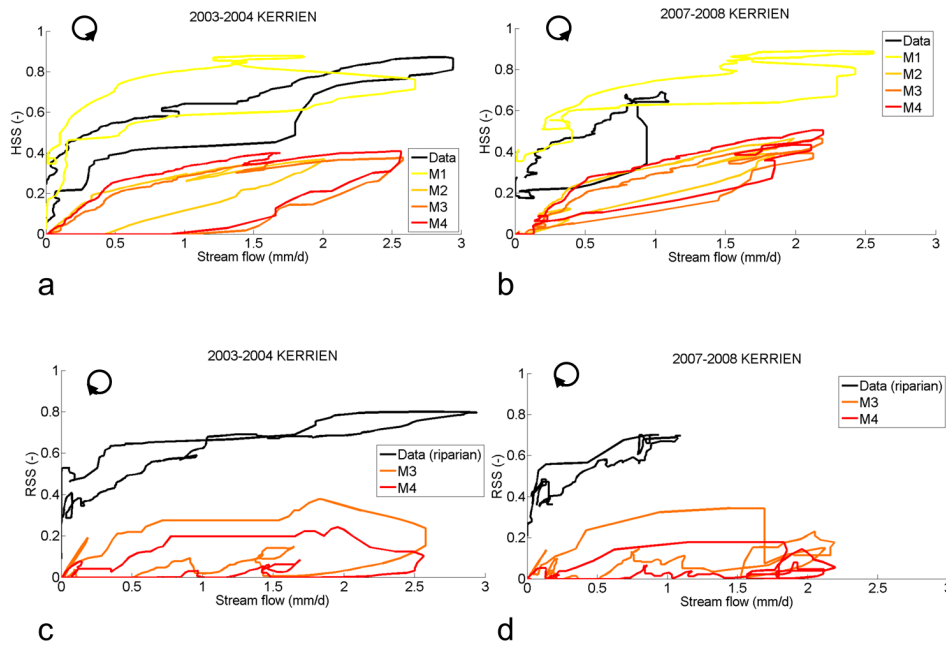 2003-2004 KERRIEN
HSS (-)
1
0.8
0.6
0.4
0.2
0
0 0.5 1 1.5 2 2.5 3
Stream flow (mm/d)
Data
M1
M2
M3
M4
a
2007-2008 KERRIEN
HSS (-)
1
0.8
0.6
0.4
0.2
0
0 0.5 1 1.5 2 2.5 3
Stream flow (mm/d)
Data
M1
M2
M3
M4
b
2003-2004 KERRIEN
RSS (-)
1
0.8
0.6
0.4
0.2
0
0 0.5 1 1.5 2 2.5 3
Stream flow (mm/d)
Data (riparian)
M3
M4
c
2007-2008 KERRIEN
RSS (-)
1
0.8
0.6
0.4
0.2
0
0 0.5 1 1.5 2 2.5 3
Stream flow (mm/d)
Data (riparian)
M3
M4
d